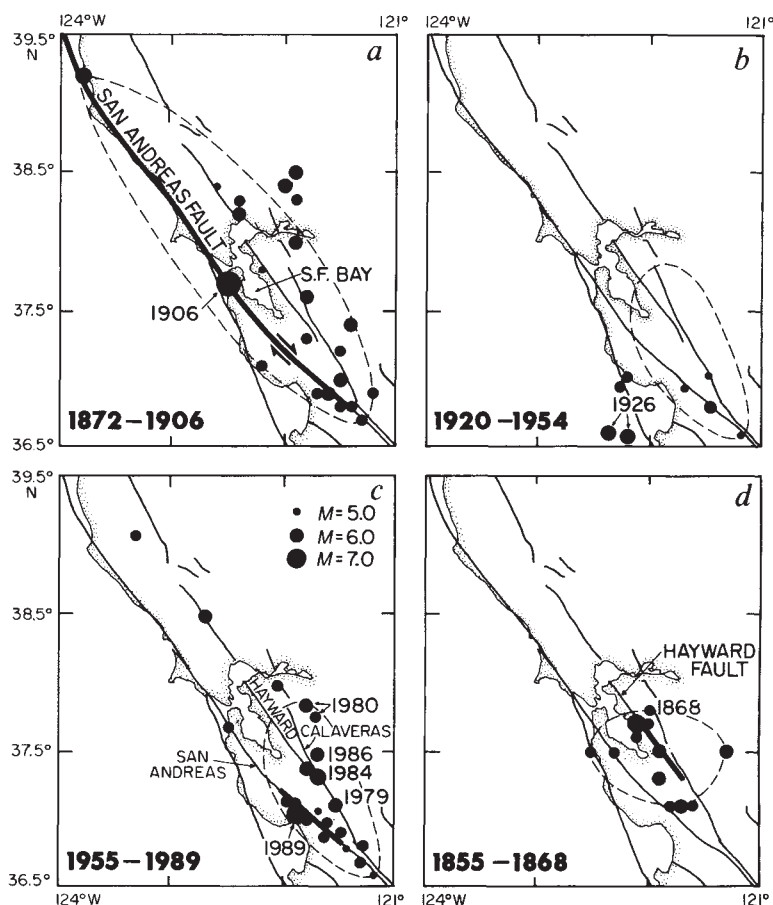 124°W 121°
39.5°
N
a
SAN ANDREAS FAULT
38.5°
S.F. BAY
37.5°
1906
1872–1906
36.5°
124°W 121°
b
1926
1920–1954
39.5°
N
c
M=5.0
M=6.0
M=7.0
38.5°
HAYWARD
1980
CALAVERAS
37.5°
SAN
ANDREAS
1986
1984
1979
1989
1955–1989
36.5°
124°W 121°
d
HAYWARD
FAULT
1868
1855–1868
124°W 121°